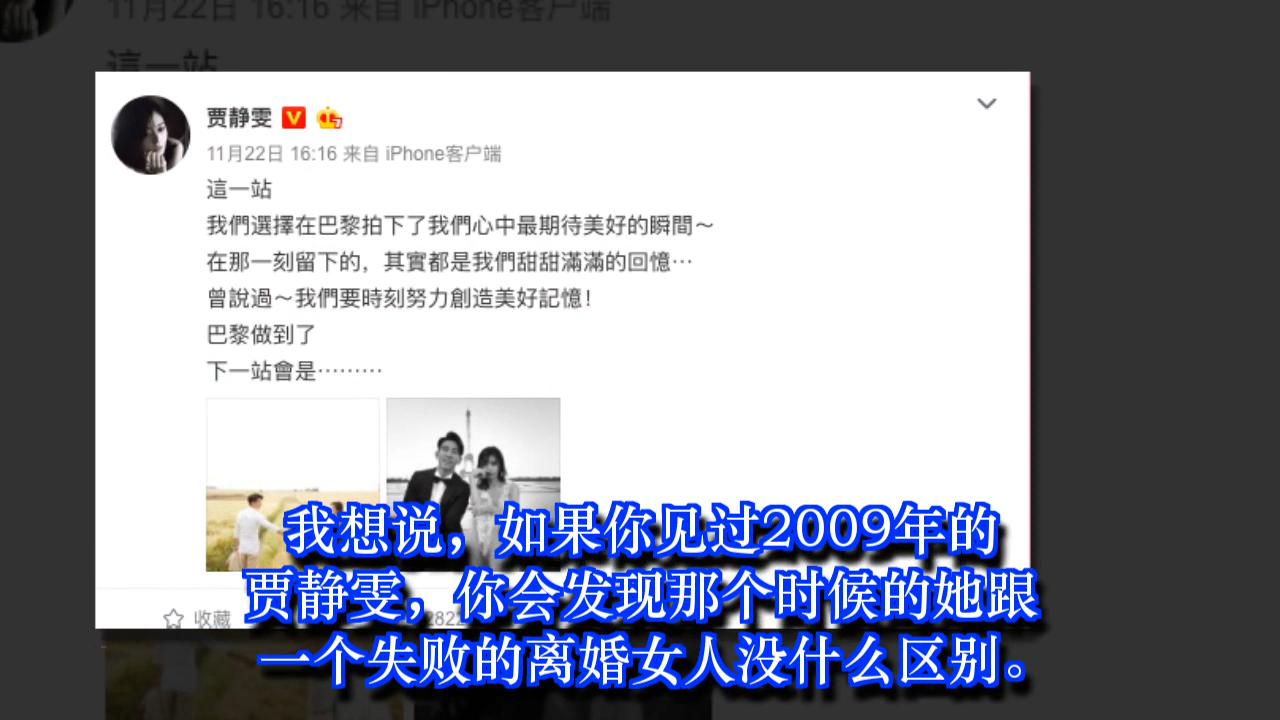 11月22日 16:16 来自 iPhone客户端
這一站
贾静雯
11月22日 16:16 来自 iPhone客户端
這一站
我們選擇在巴黎拍下了我們心中最期待美好的瞬間～
在那一刻留下的，其實都是我們甜甜滿滿的回憶…
曾說過～我們要時刻努力創造美好記憶！
巴黎做到了
下一站會是………
收藏
我想说，如果你见过2009年的
贾静雯，你会发现那个时候的她跟
一个失败的离婚女人没什么区别。